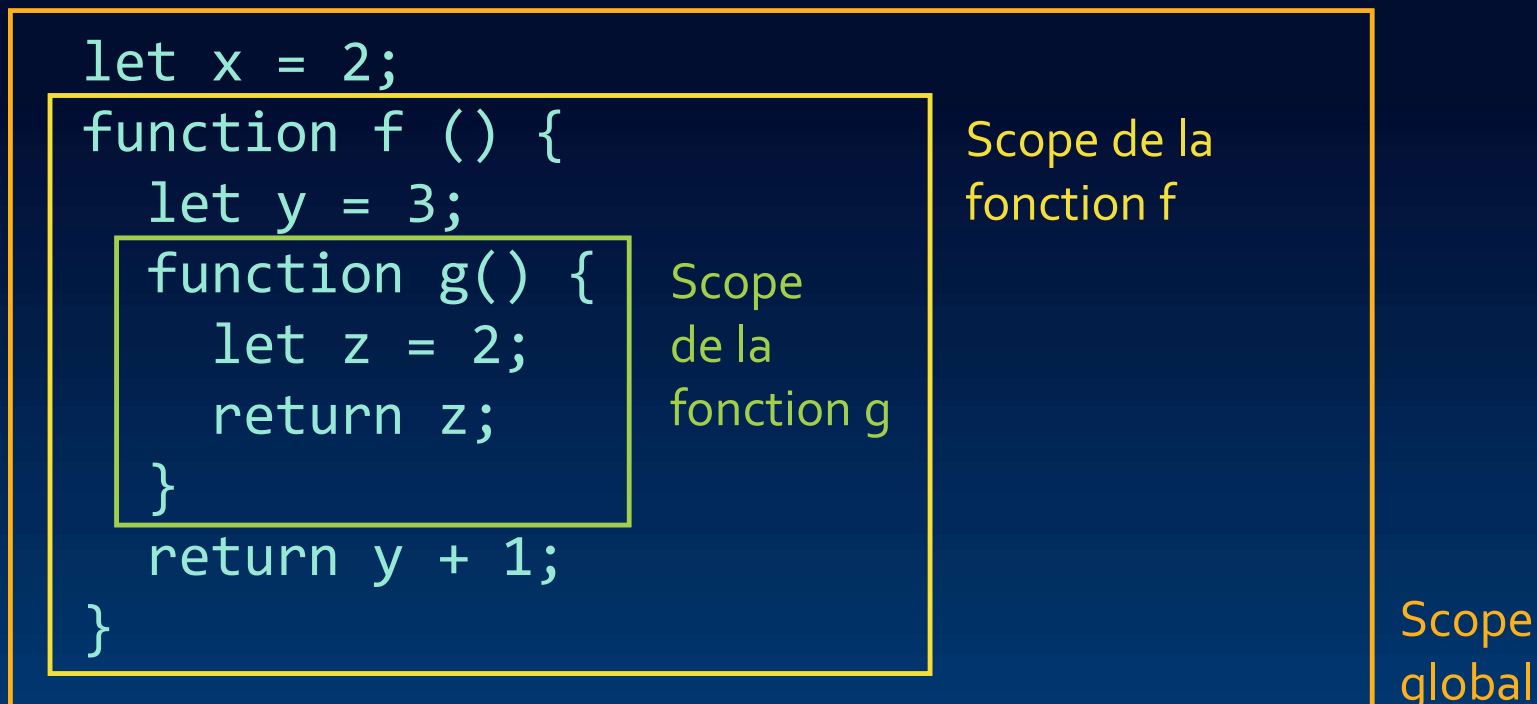 let x = 2;
function f () {
let y = 3;
function g() {
let z = 2;
return z;
}
return y + 1;
}
Scope de la
fonction f
Scope
de la
fonction g
Scope
global